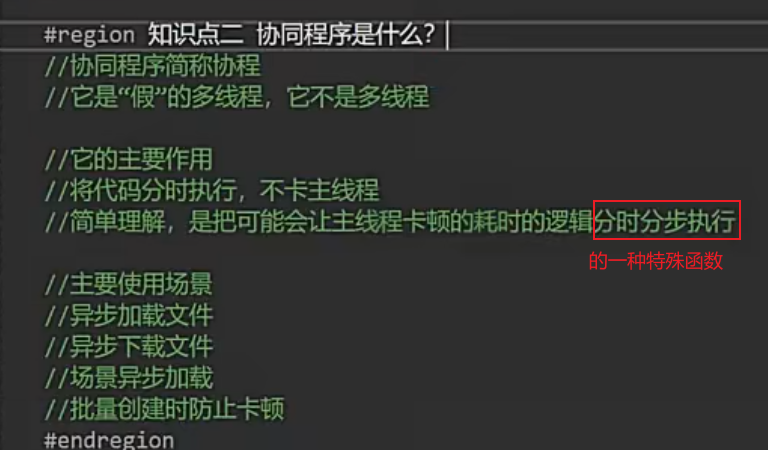 #region 知识点二 协同程序是什么?
//协同程序简称协程
//它是“假”的多线程，它不是多线程
//它的主要作用
//将代码分时执行，不卡主线程
//简单理解，是把可能会让主线程卡顿的耗时的逻辑分时分步执行
的一种特殊函数
//主要使用场景
//异步加载文件
//异步下载文件
//场景异步加载
//批量创建时防止卡顿
#endregion